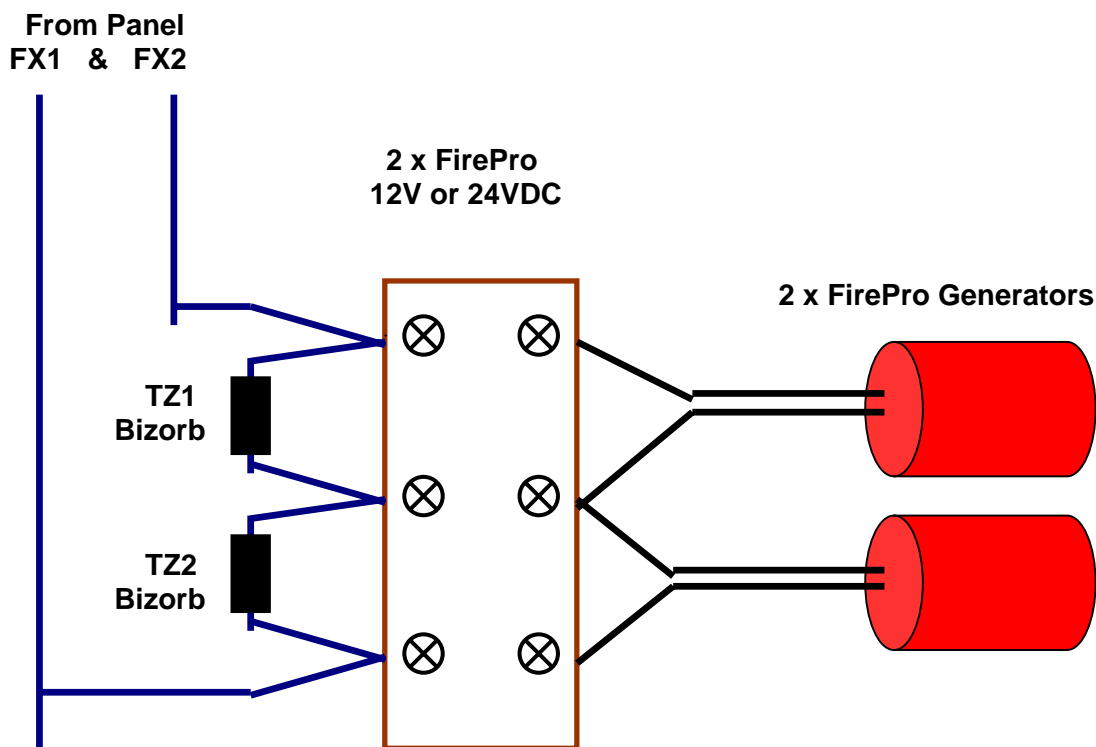 From Panel
FX1 & FX2
2 x FirePro
12V or 24VDC
2 x FirePro Generators
TZ1
Bizorb
TZ2
Bizorb